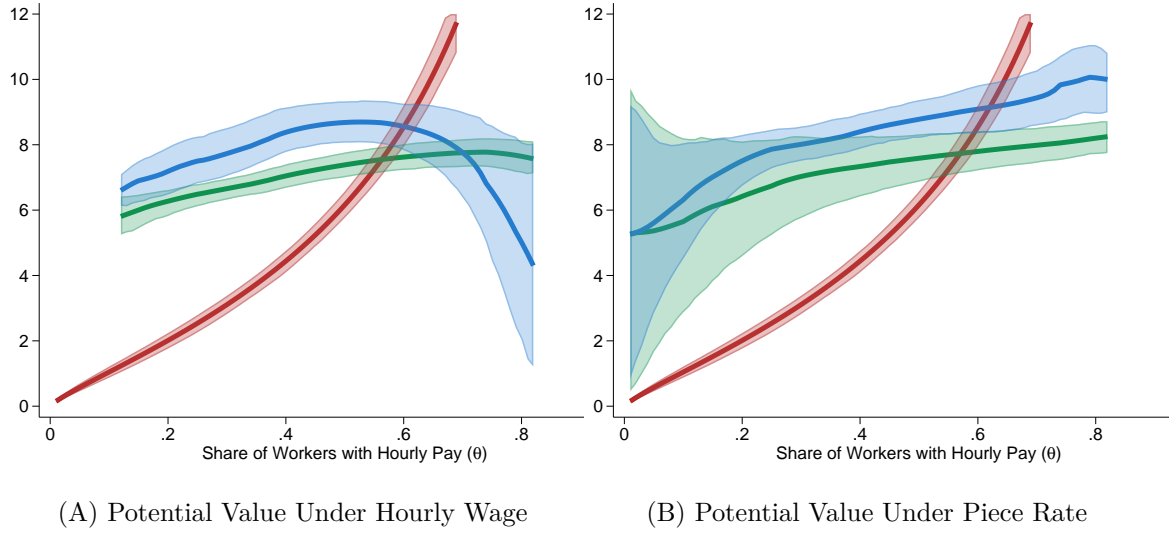 12
10
8
6
4
2
0
0 .2 .4 .6 .8
Share of Workers with Hourly Pay (θ)
(A) Potential Value Under Hourly Wage
12
10
8
6
4
2
0
0 .2 .4 .6 .8
Share of Workers with Hourly Pay (θ)
(B) Potential Value Under Piece Rate